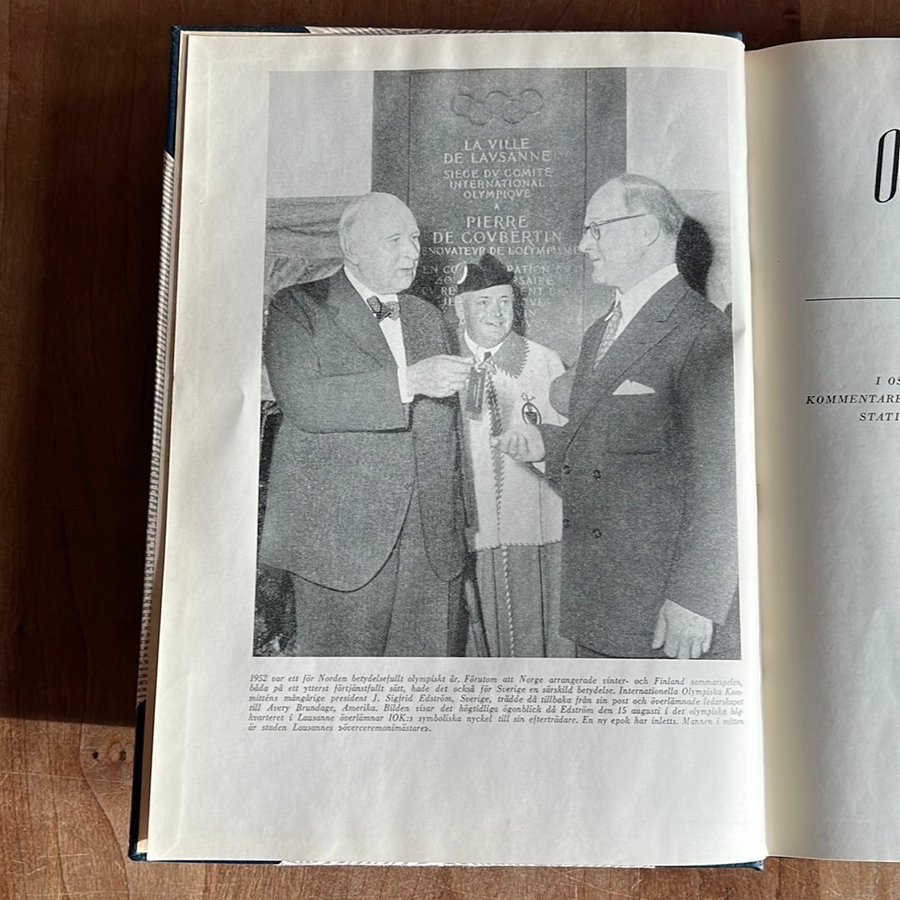 LA VILLE
DE LAVSANNE
SIÈGE DV COMITÉ
INTERNATIONAL
OLYMPIQVE
A
PIERRE
DE COVBERTIN
NOVATEVR DE L'OLYMPISME
EN
1952 var ett för Norden betydelsefullt olympiskt år. Förutom att Norge arrangerade vinter- och Finland sommarspelen,
båda på ett ytterst förtjänstfullt sätt, hade det också för Sverige en särskild betydelse. Internationella Olympiska Kom-
mitténs mångårige president J. Sigfrid Edström, Sverige, trädde då tillbaka från sin post och överlämnade ledarskapet
till Avery Brundage, Amerika. Bilden visar det högtidliga ögonblick då Edström den 15 augusti i det olympiska hög-
kvarteret i Lausanne överlämnar IOK:s symboliska nyckel till sin efterträdare. En ny epok har inletts. Mannen i mitten
är staden Lausannes »överceremonimästare».
O
I OS
KOMMENTARE
STATI